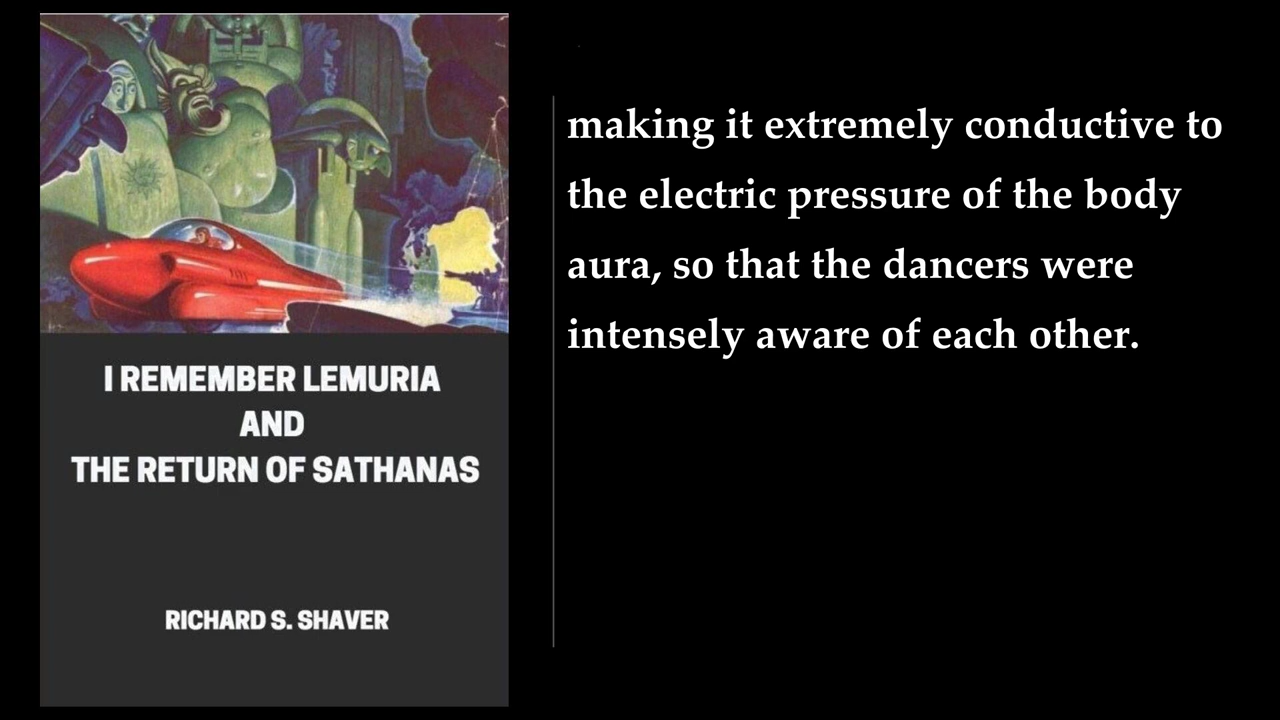 I REMEMBER LEMURIA
AND
THE RETURN OF SATHANAS
RICHARD S. SHAVER
making it extremely conductive to
the electric pressure of the body
aura, so that the dancers were
intensely aware of each other.